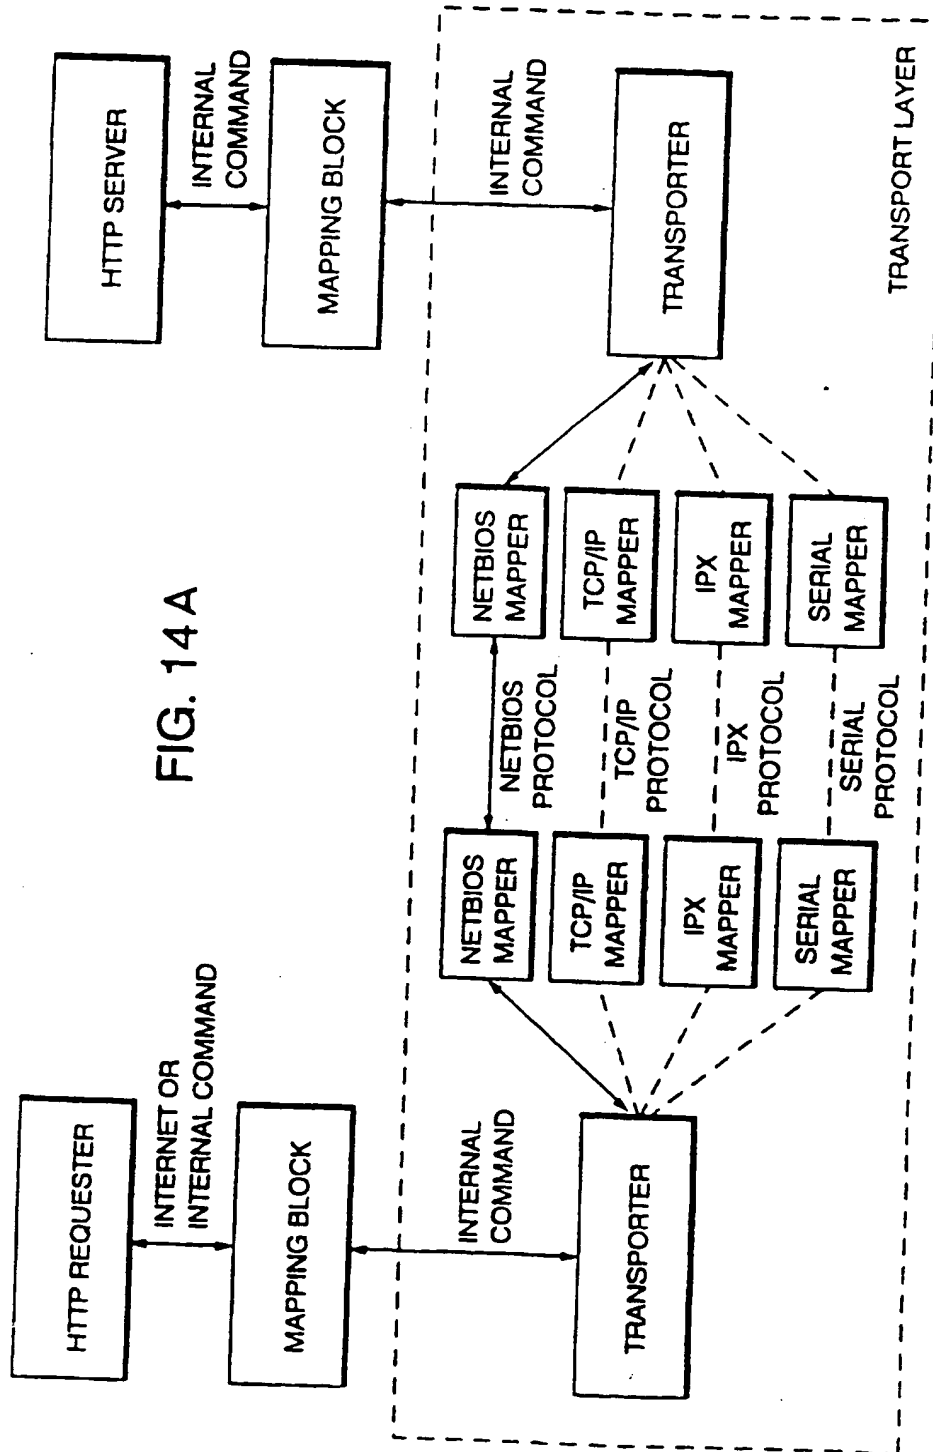 FIG. 14 A
HTTP REQUESTER
INTERNET OR
INTERNAL COMMAND
MAPPING BLOCK
INTERNAL
COMMAND
TRANSPORTER
NETBIOS
MAPPER
TCP/IP
MAPPER
IPX
MAPPER
SERIAL
MAPPER
NETBIOS
PROTOCOL
TCP/IP
PROTOCOL
IPX
PROTOCOL
SERIAL
PROTOCOL
NETBIOS
MAPPER
TCP/IP
MAPPER
IPX
MAPPER
SERIAL
MAPPER
HTTP SERVER
INTERNAL
COMMAND
MAPPING BLOCK
INTERNAL
COMMAND
TRANSPORTER
TRANSPORT LAYER